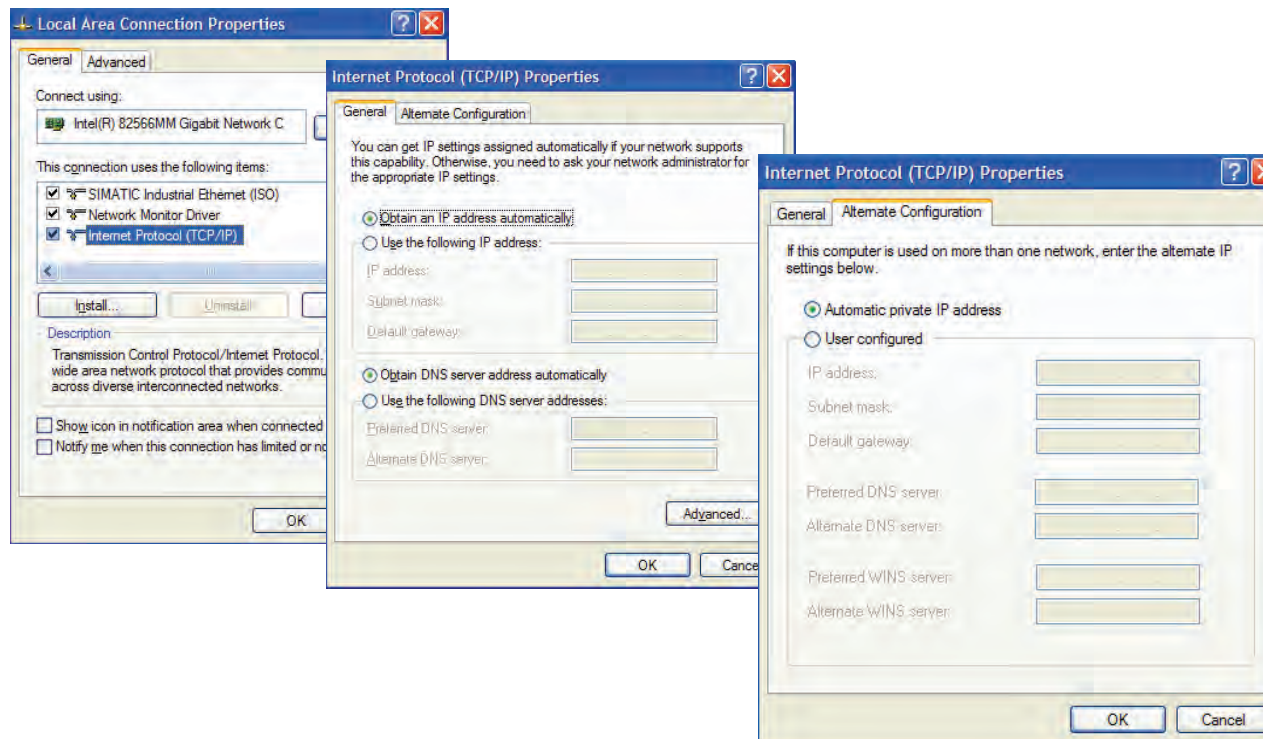 Local Area Connection Properties
General Advanced
Connect using:
Intel(R) 82566MM Gigabit Network C
This connection uses the following items:
SIMATIC Industrial Ethernet (ISO)
Network Monitor Driver
Internet Protocol (TCP/IP)
Install... Uninstall
Description
Transmission Control Protocol/Internet Protocol.
wide area network protocol that provides commu
across diverse interconnected networks.
Show icon in notification area when connected
Notify me when this connection has limited or no
OK
Internet Protocol (TCP/IP) Properties
General Alternate Configuration
You can get IP settings assigned automatically if your network supports
this capability. Otherwise, you need to ask your network administrator for
the appropriate IP settings.
Obtain an IP address automatically
Use the following IP address:
IP address:
Subnet mask:
Default gateway:
Obtain DNS server address automatically
Use the following DNS server addresses:
Preferred DNS server:
Alternate DNS server:
Advanced...
OK Cance
Internet Protocol (TCP/IP) Properties
General Alternate Configuration
If this computer is used on more than one network, enter the alternate IP
settings below.
Automatic private IP address
User configured
IP address:
Subnet mask:
Default gateway:
Preferred DNS server:
Alternate DNS server:
Preferred WINS server:
Alternate WINS server:
OK Cancel